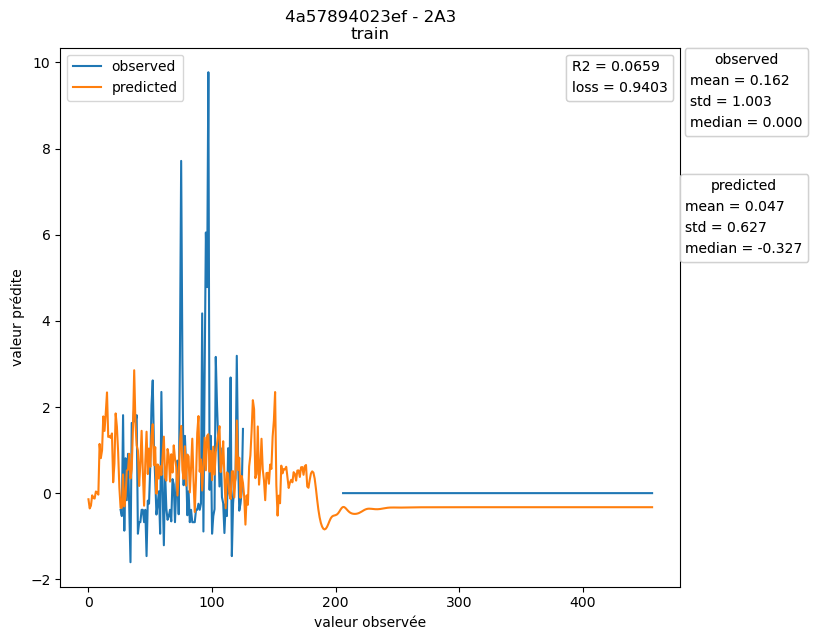 4a57894023ef - 2A3
train
observed
predicted
R2 = 0.0659
loss = 0.9403
observed
mean = 0.162
std = 1.003
median = 0.000
predicted
mean = 0.047
std = 0.627
median = -0.327
valeur prédite
10
8
6
4
2
0
−2
0 100 200 300 400
valeur observée